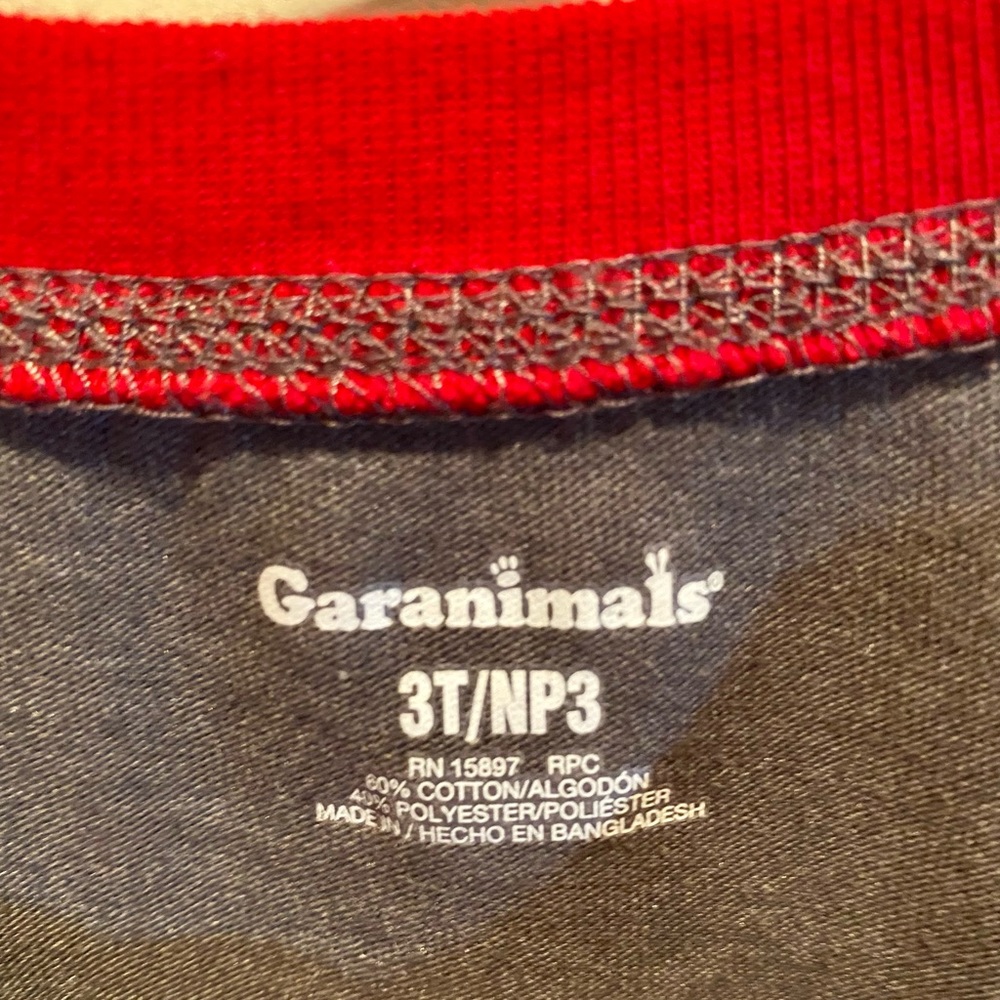 Garanimals®
3T/NP3
RN 15897 RPC
60% COTTON/ALGODÓN
40% POLYESTER/POLIÉSTER
MADE IN / HECHO EN BANGLADESH